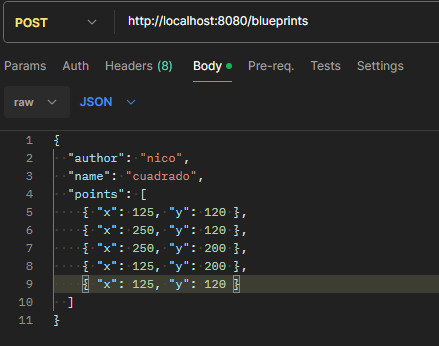 POST http://localhost:8080/blueprints
Params Auth Headers (8) Body Pre-req. Tests Settings
raw JSON
1 {
2 "author": "nico",
3 "name": "cuadrado",
4 "points": [
5 { "x": 125, "y": 120 },
6 { "x": 250, "y": 120 },
7 { "x": 250, "y": 200 },
8 { "x": 125, "y": 200 },
9 { "x": 125, "y": 120 }
10 ]
11 }